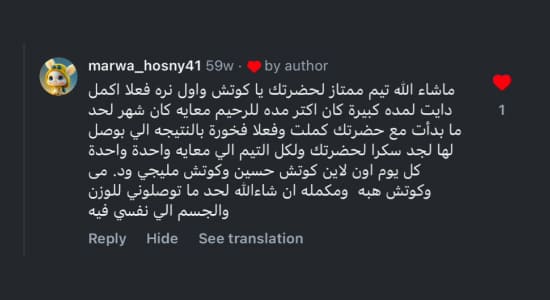 marwa_hosny41 59w · ❤️ by author
ماشاء الله تيم ممتاز لحضرتك يا كوتش واول نره فعلا اكمل
دايت لمده كبيرة كان اكتر مده للرحيم معايه كان شهر لحد
ما بدأت مع حضرتك كملت وفعلا فخورة بالنتيجه الي بوصل
لها لجد سكرا لحضرتك ولكل التيم الي معايه واحدة واحدة
كل يوم اون لاين كوتش حسين وكوتش مليجي ود. مى
وكوتش هبه ومكمله ان شاءالله لحد ما توصلوني للوزن
والجسم الي نفسي فيه
1
Reply Hide See translation